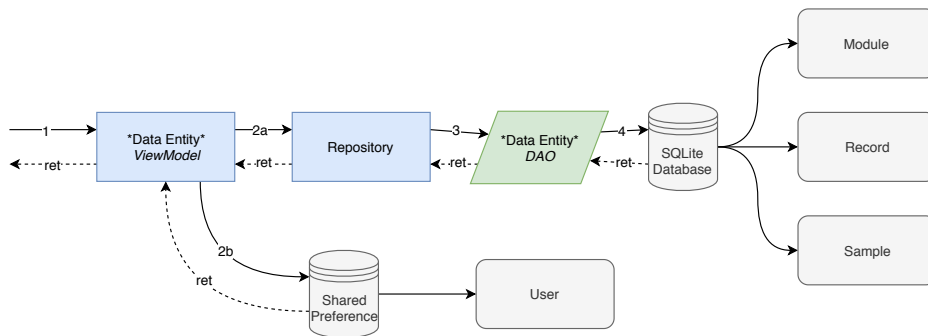 Module
1
*Data Entity*
ViewModel
2a
Repository
3
*Data Entity*
DAO
4
SQLite
Database
Record
ret
ret
ret
ret
2b
Sample
ret
Shared
Preference
User